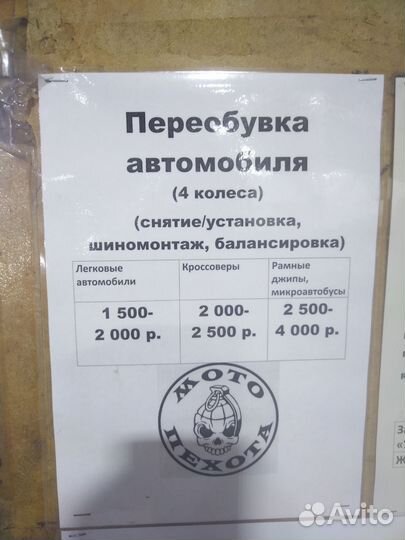 Переобувка
автомобиля
(4 колеса)
(снятие/установка,
шиномонтаж, балансировка)
Легковые автомобили
Кроссоверы
Рамные джипы, микроавтобусы
1 500-
2 000 р.
2 000-
2 500 р.
2 500-
4 000 р.
МОТО
ПЕХОТА
Avito